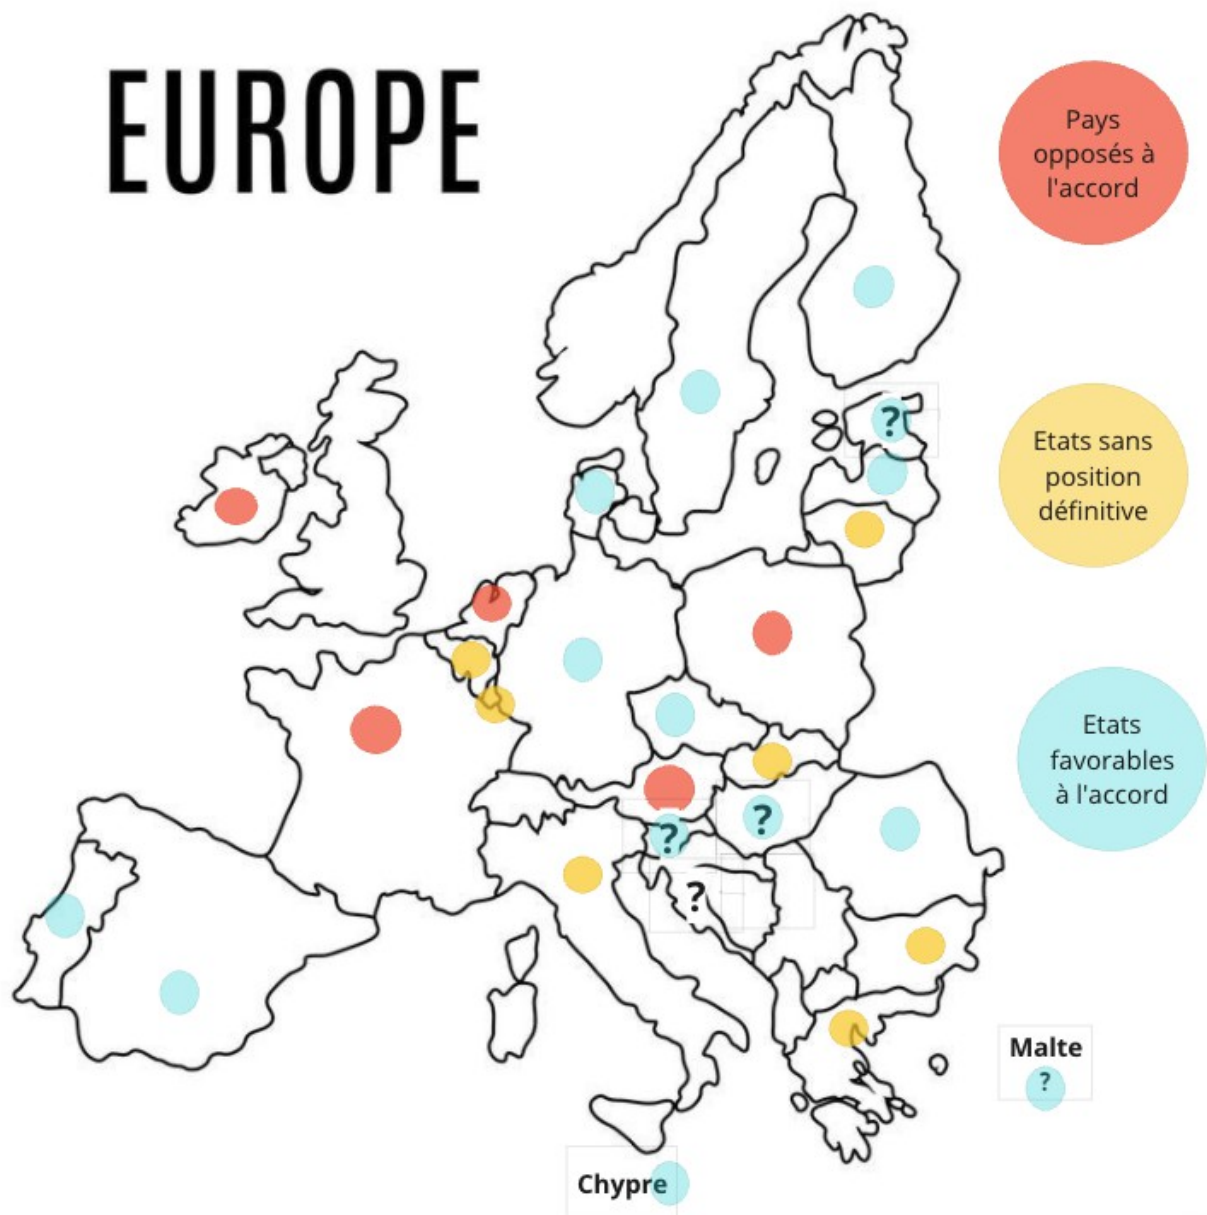 EUROPE
Pays
opposés à
l'accord
?
Etats sans
position
définitive
Etats
favorables
à l'accord
?
?
?
Malte
?
Chypre